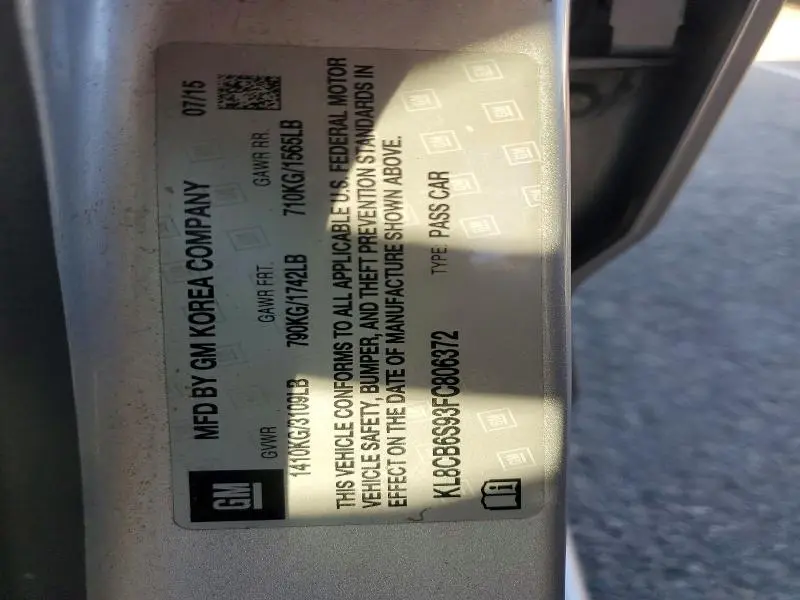 GM
MFD BY GM KOREA COMPANY 07/15
GVWR GAWR FRT. GAWR RR.
1410KG/3109LB 790KG/1742LB 710KG/1565LB
THIS VEHICLE CONFORMS TO ALL APPLICABLE U.S. FEDERAL MOTOR
VEHICLE SAFETY, BUMPER, AND THEFT PREVENTION STANDARDS IN
EFFECT ON THE DATE OF MANUFACTURE SHOWN ABOVE.
KL8CB6S93FC806372 TYPE: PASS CAR